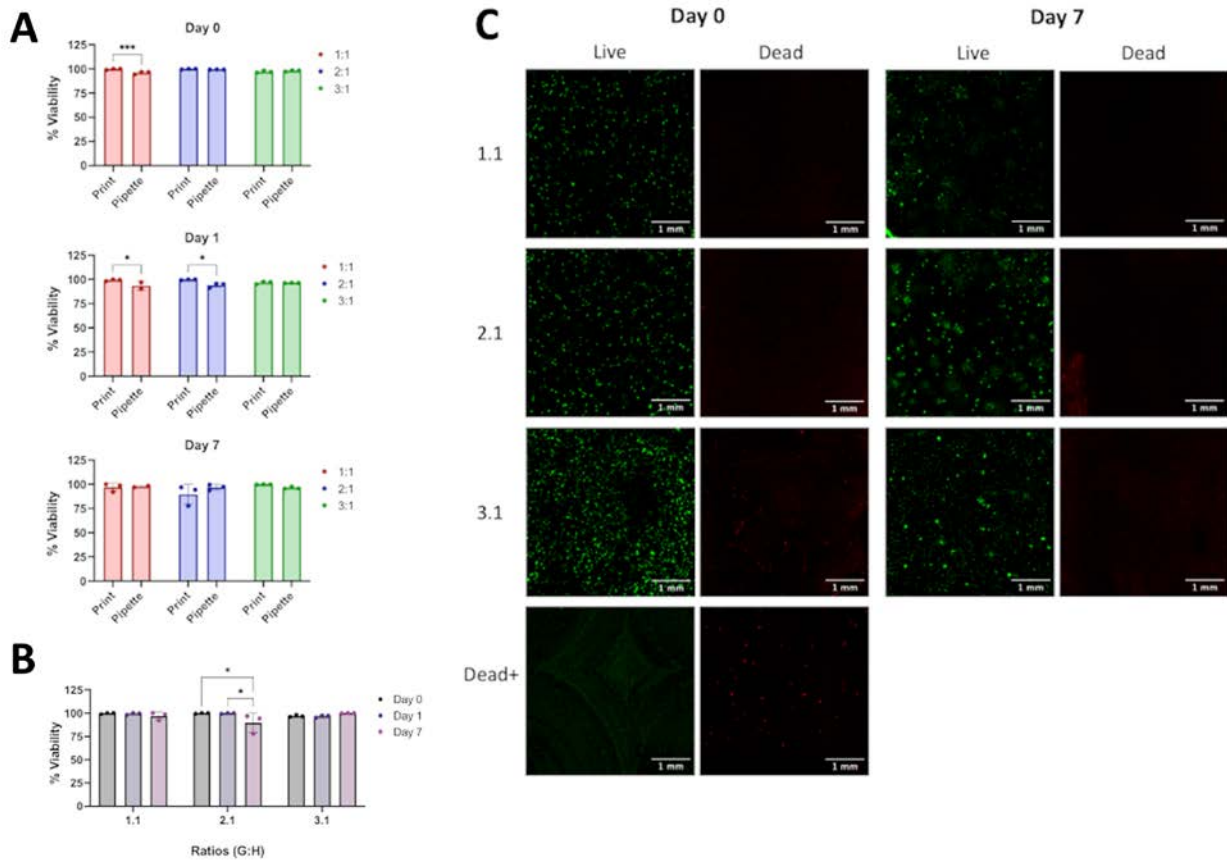 A
Day 0
125
100
75
50
25
0
% Viability
***
Print
Pipette
Print
Pipette
Print
Pipette
1:1
2:1
3:1
Day 1
125
100
75
50
25
0
% Viability
*
*
Print
Pipette
Print
Pipette
Print
Pipette
1:1
2:1
3:1
Day 7
125
100
75
50
25
0
% Viability
Print
Pipette
Print
Pipette
Print
Pipette
1:1
2:1
3:1
B
125
100
75
50
25
0
% Viability
*
*
Day 0
Day 1
Day 7
1.1
2.1
3.1
Ratios (G:H)
C
Day 0
Day 7
Live
Dead
Live
Dead
1.1
1 mm
1 mm
1 mm
1 mm
2.1
1 mm
1 mm
1 mm
1 mm
3.1
1 mm
1 mm
1 mm
1 mm
Dead+
1 mm
1 mm